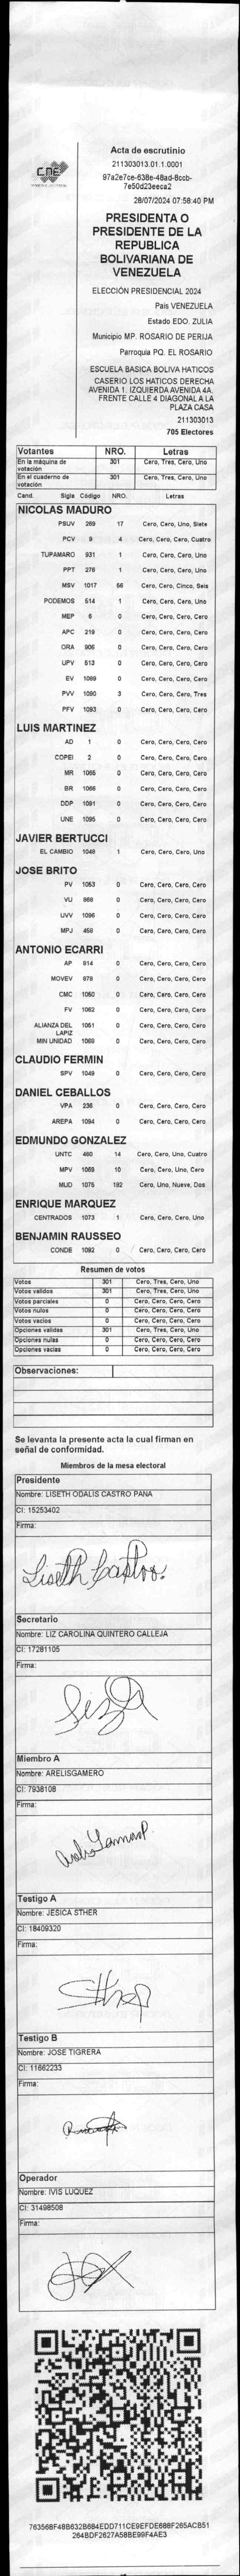 CNE
Acta de escrutinio
211303013.01.1.0001
97a2e7ce-638e-48ad-8ccb-
7e50d23eeca2
28/07/2024 07:58:40 PM
PRESIDENTA O
PRESIDENTE DE LA
REPUBLICA
BOLIVARIANA DE
VENEZUELA
ELECCIÓN PRESIDENCIAL 2024
Pais VENEZUELA
Estado EDO. ZULIA
Municipio MP. ROSARIO DE PERIJA
Parroquia PQ. EL ROSARIO
ESCUELA BASICA BOLIVA HATICOS
CASERIO LOS HATICOS DERECHA
AVENIDA 1. IZQUIERDA AVENIDA 4A.
FRENTE CALLE 4 DIAGONAL A LA
PLAZA CASA
211303013
705 Electores
Votantes NRO. Letras
En la máquina de votación 301 Cero, Tres, Cero, Uno
En el cuaderno de votación 301 Cero, Tres, Cero, Uno
Cand. Sigla Código NRO. Letras
NICOLAS MADURO
PSUV 269 17 Cero, Cero, Uno, Siete
PCV 9 4 Cero, Cero, Cero, Cuatro
TUPAMARO 931 1 Cero, Cero, Cero, Uno
PPT 276 1 Cero, Cero, Cero, Uno
MSV 1017 56 Cero, Cero, Cinco, Seis
PODEMOS 514 1 Cero, Cero, Cero, Uno
MEP 6 0 Cero, Cero, Cero, Cero
APC 219 0 Cero, Cero, Cero, Cero
ORA 906 0 Cero, Cero, Cero, Cero
UPV 513 0 Cero, Cero, Cero, Cero
EV 1089 0 Cero, Cero, Cero, Cero
PVV 1090 3 Cero, Cero, Cero, Tres
PFV 1093 0 Cero, Cero, Cero, Cero
LUIS MARTINEZ
AD 1 0 Cero, Cero, Cero, Cero
COPEI 2 0 Cero, Cero, Cero, Cero
MR 1065 0 Cero, Cero, Cero, Cero
BR 1066 0 Cero, Cero, Cero, Cero
DDP 1091 0 Cero, Cero, Cero, Cero
UNE 1095 0 Cero, Cero, Cero, Cero
JAVIER BERTUCCI
EL CAMBIO 1048 1 Cero, Cero, Cero, Uno
JOSE BRITO
PV 1053 0 Cero, Cero, Cero, Cero
VU 868 0 Cero, Cero, Cero, Cero
UVV 1096 0 Cero, Cero, Cero, Cero
MPJ 458 0 Cero, Cero, Cero, Cero
ANTONIO ECARRI
AP 814 0 Cero, Cero, Cero, Cero
MOVEV 978 0 Cero, Cero, Cero, Cero
CMC 1050 0 Cero, Cero, Cero, Cero
FV 1062 0 Cero, Cero, Cero, Cero
ALIANZA DEL LAPIZ 1051 0 Cero, Cero, Cero, Cero
MIN UNIDAD 1069 0 Cero, Cero, Cero, Cero
CLAUDIO FERMIN
SPV 1049 0 Cero, Cero, Cero, Cero
DANIEL CEBALLOS
VPA 236 0 Cero, Cero, Cero, Cero
AREPA 1094 0 Cero, Cero, Cero, Cero
EDMUNDO GONZALEZ
UNTC 460 14 Cero, Cero, Uno, Cuatro
MPV 1069 10 Cero, Cero, Uno, Cero
MUD 1075 192 Cero, Uno, Nueve, Dos
ENRIQUE MARQUEZ
CENTRADOS 1073 1 Cero, Cero, Cero, Uno
BENJAMIN RAUSSEO
CONDE 1092 0 Cero, Cero, Cero, Cero
Resumen de votos
Votos 301 Cero, Tres, Cero, Uno
Votos validos 301 Cero, Tres, Cero, Uno
Votos parciales 0 Cero, Cero, Cero, Cero
Votos nulos 0 Cero, Cero, Cero, Cero
Votos vacios 0 Cero, Cero, Cero, Cero
Opciones validas 301 Cero, Tres, Cero, Uno
Opciones nulas 0 Cero, Cero, Cero, Cero
Opciones vacias 0 Cero, Cero, Cero, Cero
Observaciones:
Se levanta la presente acta la cual firman en
señal de conformidad.
Miembros de la mesa electoral
Presidente
Nombre: LISETH ODALIS CASTRO PANA
CI: 15253402
Firma:
Liseth Castro.
Secretario
Nombre: LIZ CAROLINA QUINTERO CALLEJA
CI: 17281105
Firma:
Miembro A
Nombre: ARELISGAMERO
CI: 7938108
Firma:
Testigo A
Nombre: JESICA STHER
CI: 18409320
Firma:
Testigo B
Nombre: JOSE TIGRERA
CI: 11662233
Firma:
Operador
Nombre: IVIS LUQUEZ
CI: 31498508
Firma:
76356BF48B632B6B4EDD711CE9EFDE688F265ACB51
264BDF2627A58BE99F4AE3